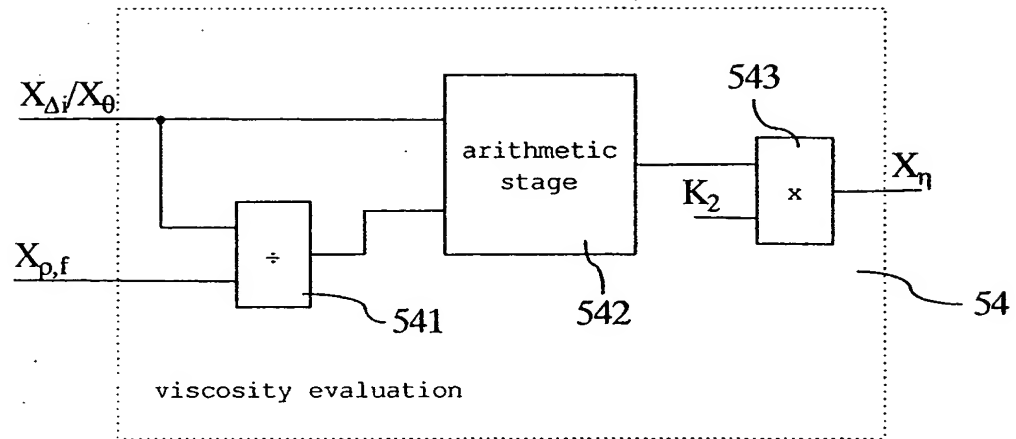 543
X_Δi/X_θ
arithmetic
stage
X_η
K_2
x
X_ρ,f
÷
541
542
54
viscosity evaluation